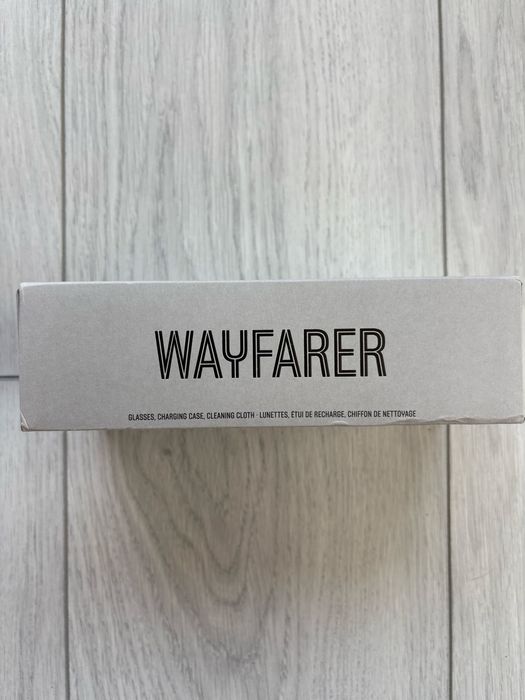 WAYFARER
GLASSES, CHARGING CASE, CLEANING CLOTH · LUNETTES, ÉTUI DE RECHARGE, CHIFFON DE NETTOYAGE